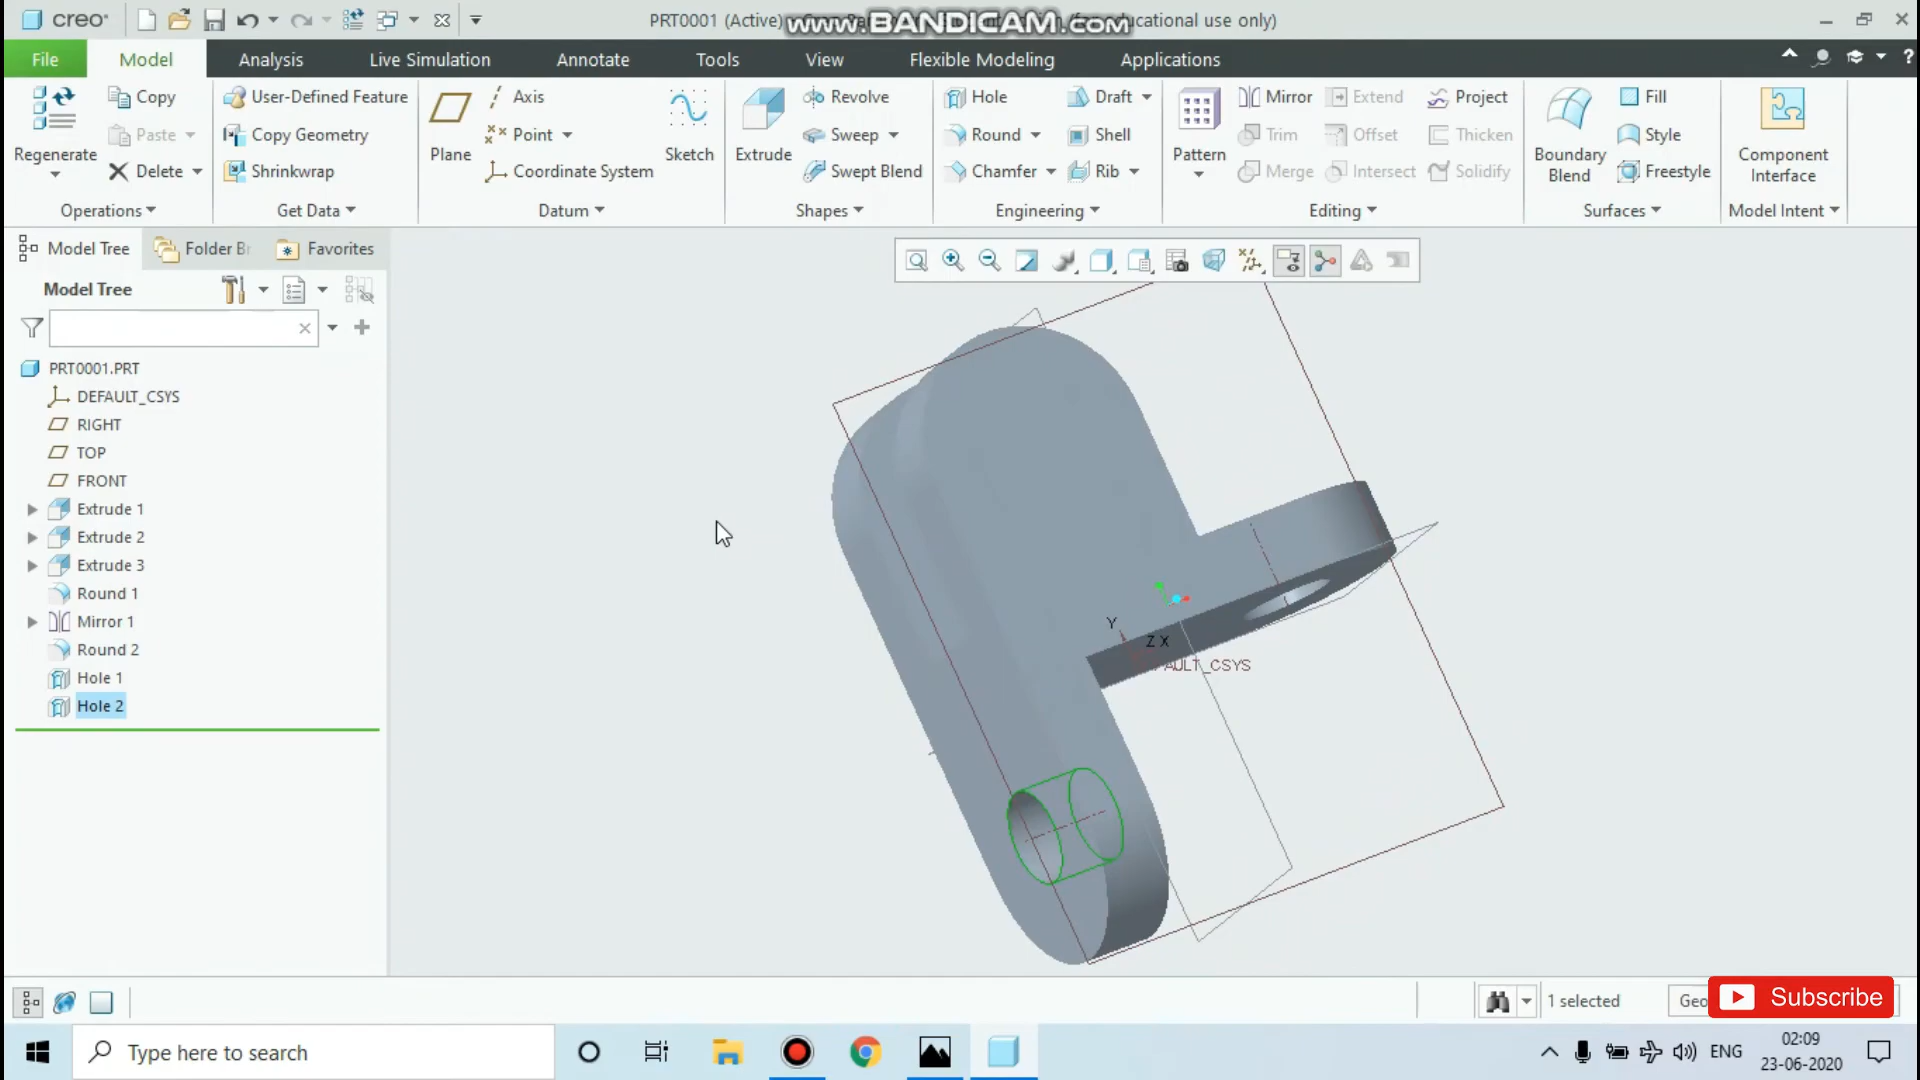 creo®
PRT0001 (Active)
www.BANDICAM.com
(for educational use only)
File
Model
Analysis
Live Simulation
Annotate
Tools
View
Flexible Modeling
Applications
Regenerate
Copy
Paste
Delete
Operations
User-Defined Feature
Copy Geometry
Shrinkwrap
Get Data
Plane
Axis
Point
Coordinate System
Sketch
Datum
Extrude
Revolve
Sweep
Swept Blend
Shapes
Hole
Round
Chamfer
Draft
Shell
Rib
Engineering
Pattern
Mirror
Trim
Merge
Extend
Offset
Intersect
Project
Thicken
Solidify
Editing
Boundary
Blend
Fill
Style
Freestyle
Surfaces
Component
Interface
Model Intent
Model Tree
Folder Br
Favorites
Model Tree
PRT0001.PRT
DEFAULT_CSYS
RIGHT
TOP
FRONT
Extrude 1
Extrude 2
Extrude 3
Round 1
Mirror 1
Round 2
Hole 1
Hole 2
Y
Z X
AULT_CSYS
1 selected
Geo
Subscribe
Type here to search
ENG
02:09
23-06-2020